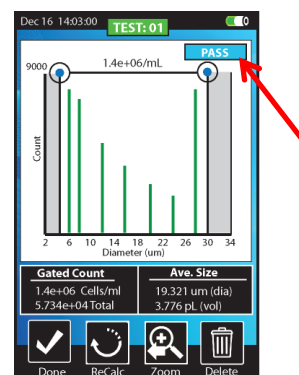 Dec 16 14:03:00 TEST: 01
PASS
9000 1.4e+06/mL
Count
2 6 10 14 18 22 26 30 34
Diameter (um)
Gated Count Ave. Size
1.4e+06 Cells/ml 19.321 um (dia)
5.734e+04 Total 3.776 pL (vol)
Done ReCalc Zoom Delete